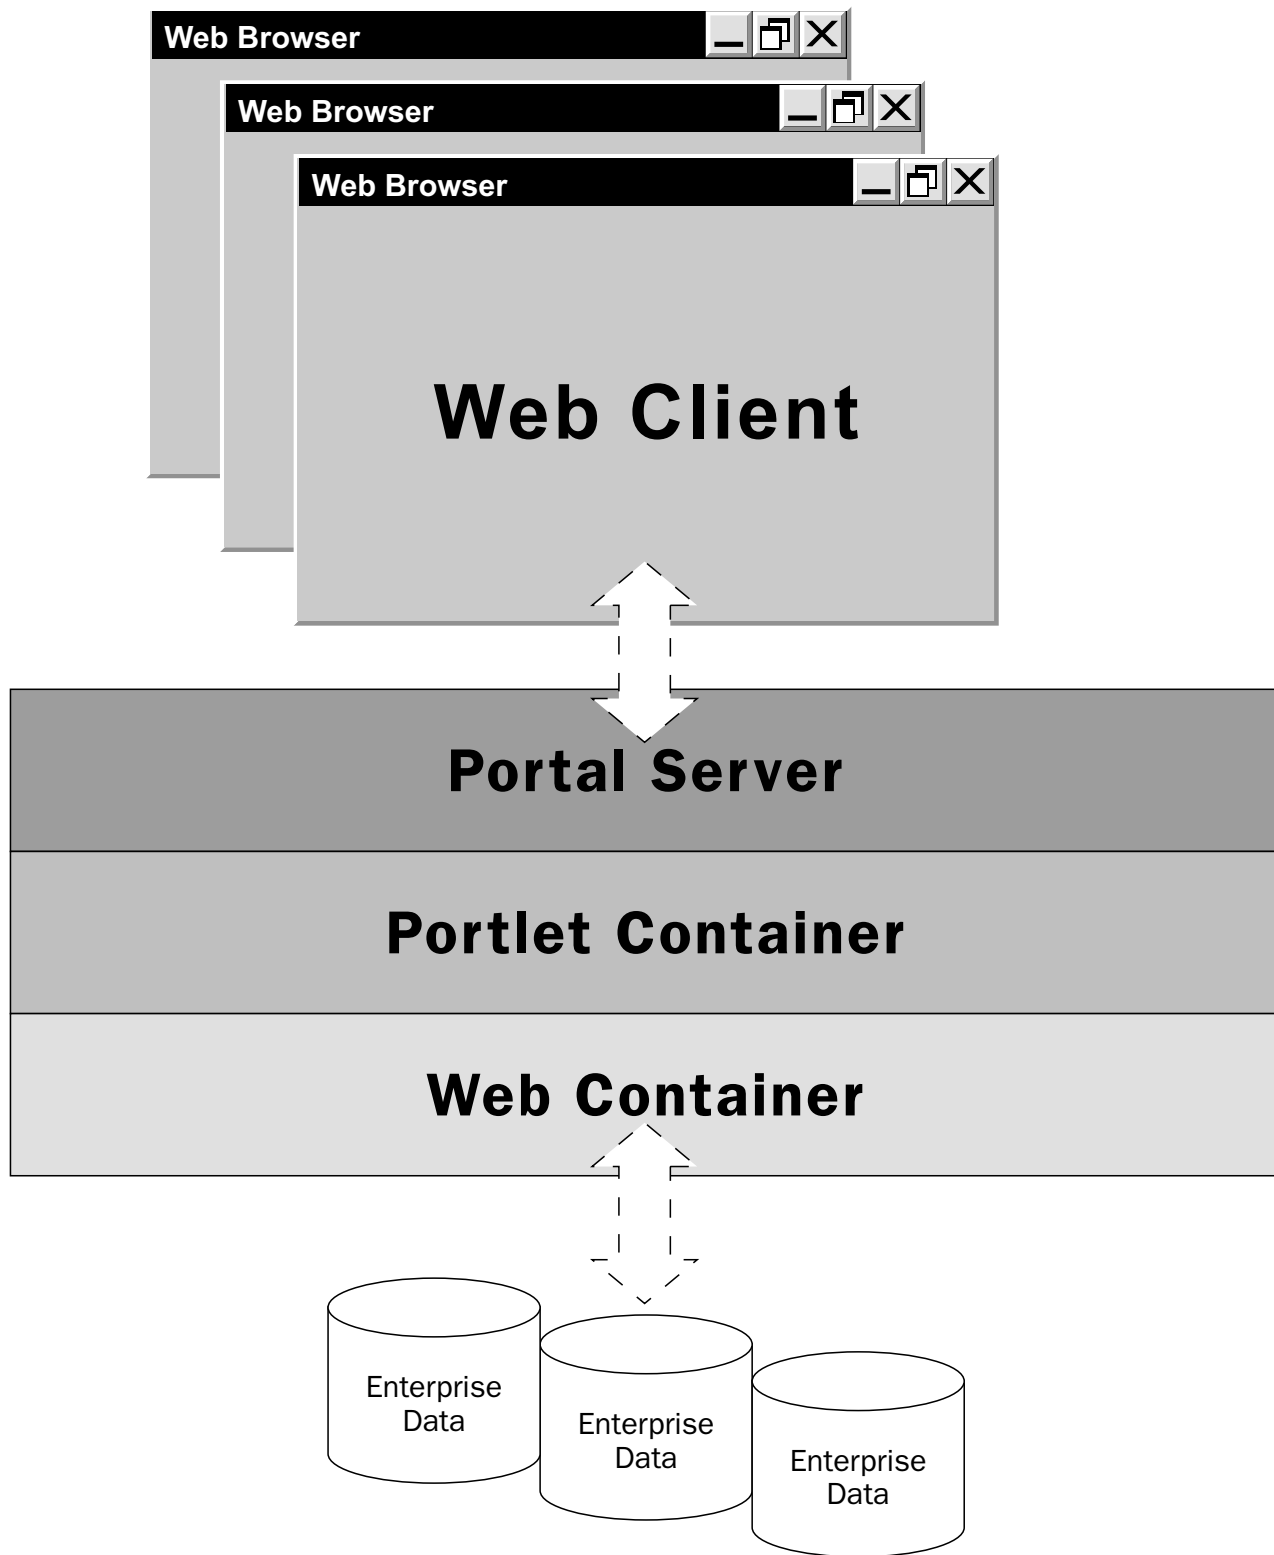 Web Browser
Web Browser
Web Browser
Web Client
Portal Server
Portlet Container
Web Container
Enterprise
Data
Enterprise
Data
Enterprise
Data